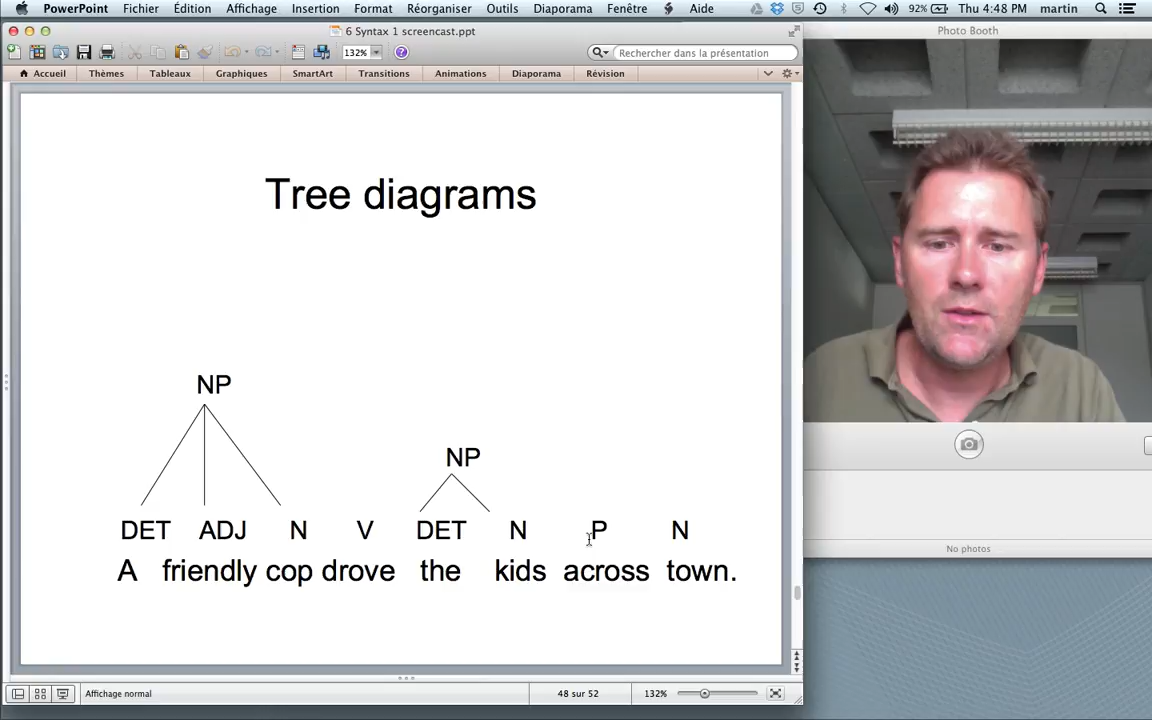 PowerPoint Fichier Édition Affichage Insertion Format Réorganiser Outils Diaporama Fenêtre Aide 92% Thu 4:48 PM martin
6 Syntax 1 screencast.ppt
132% Rechercher dans la présentation
Accueil Thèmes Tableaux Graphiques SmartArt Transitions Animations Diaporama Révision
Tree diagrams
NP
NP
DET ADJ N V DET N P N
A friendly cop drove the kids across town.
Affichage normal 48 sur 52 132%
Photo Booth
No photos